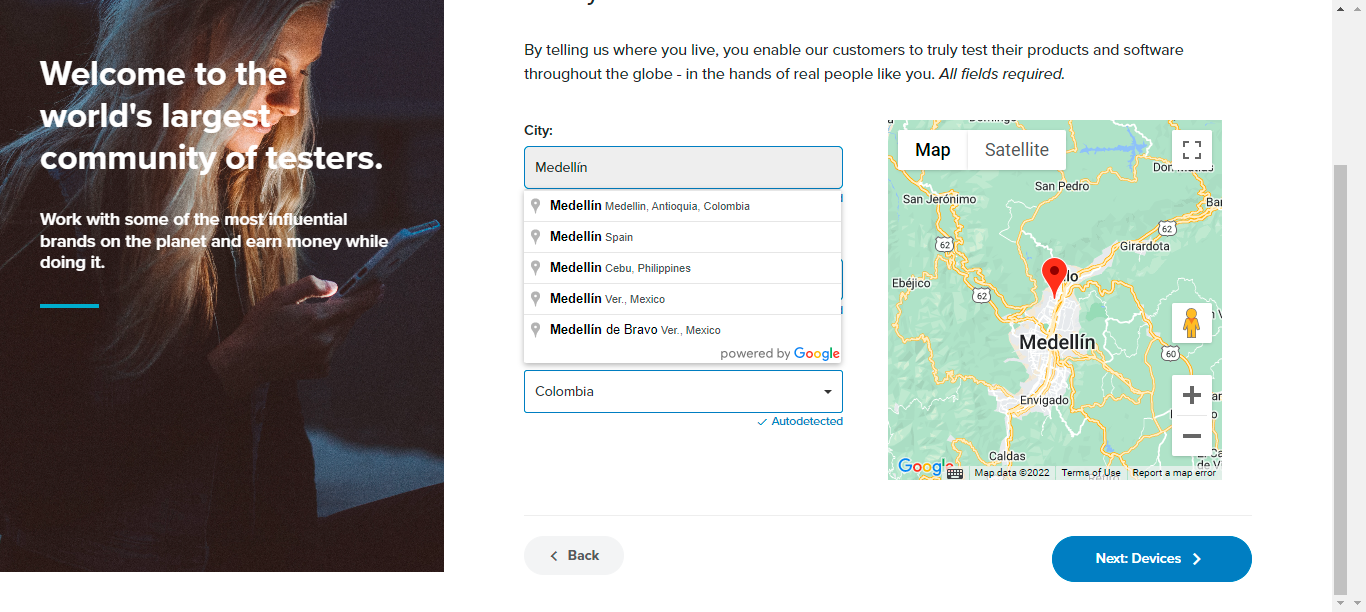 Welcome to the
world's largest
community of testers.
Work with some of the most influential
brands on the planet and earn money while
doing it.
By telling us where you live, you enable our customers to truly test their products and software
throughout the globe - in the hands of real people like you. All fields required.
City:
Medellín
Medellín Medellin, Antioquia, Colombia
Medellín Spain
Medellin Cebu, Philippines
Medellín Ver., Mexico
Medellín de Bravo Ver., Mexico
powered by Google
Colombia
Autodetected
Map Satellite
San Pedro
San Jerónimo
62
62
Girardota
Ebéjico
62
Medellín
60
Envigado
Caldas
Google
Map data ©2022 Terms of Use Report a map error
Back
Next: Devices